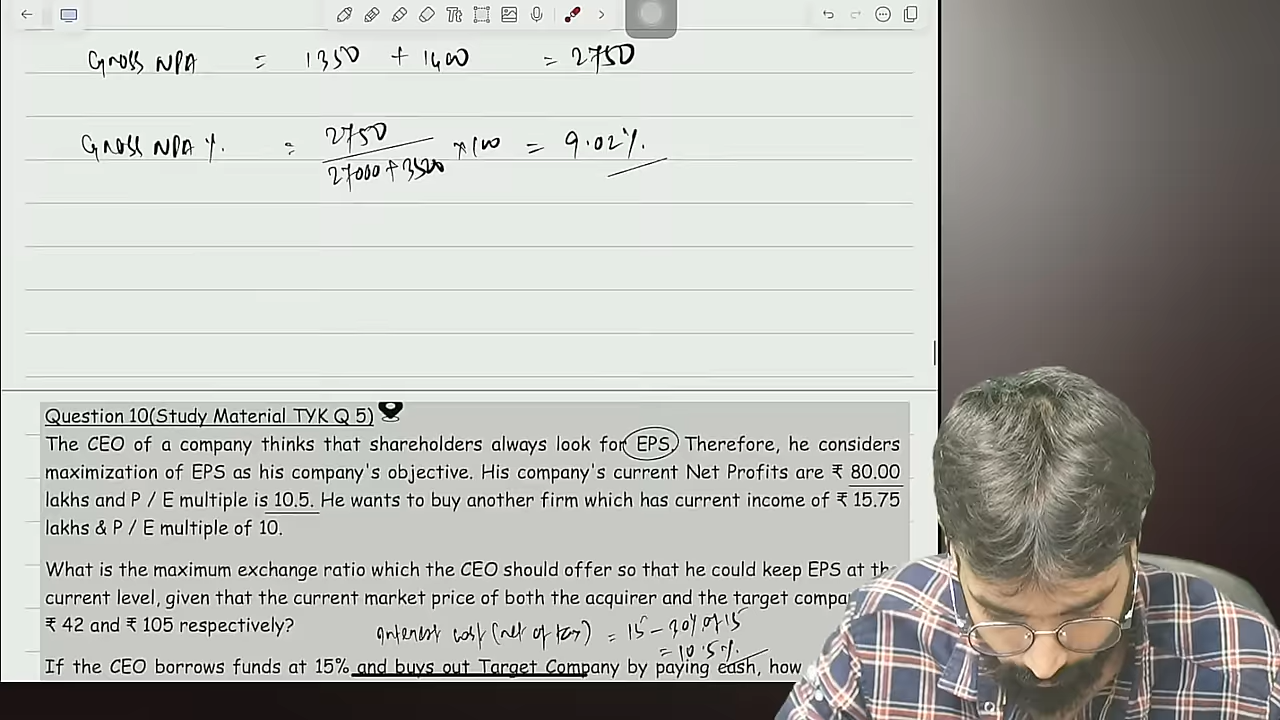 Gross NPA = 1350 + 1400 = 2750
Gross NPA % = 2750 / 27000 + 3500 × 100 = 9.02%
Question 10(Study Material TYK Q 5)
The CEO of a company thinks that shareholders always look for EPS. Therefore, he considers
maximization of EPS as his company's objective. His company's current Net Profits are ₹ 80.00
lakhs and P / E multiple is 10.5. He wants to buy another firm which has current income of ₹ 15.75
lakhs & P / E multiple of 10.
What is the maximum exchange ratio which the CEO should offer so that he could keep EPS at the
current level, given that the current market price of both the acquirer and the target compa
₹ 42 and ₹ 105 respectively?
Interest cost (net of tax) = 15 - 30% of 15
= 10.5%
If the CEO borrows funds at 15% and buys out Target Company by paying cash, how